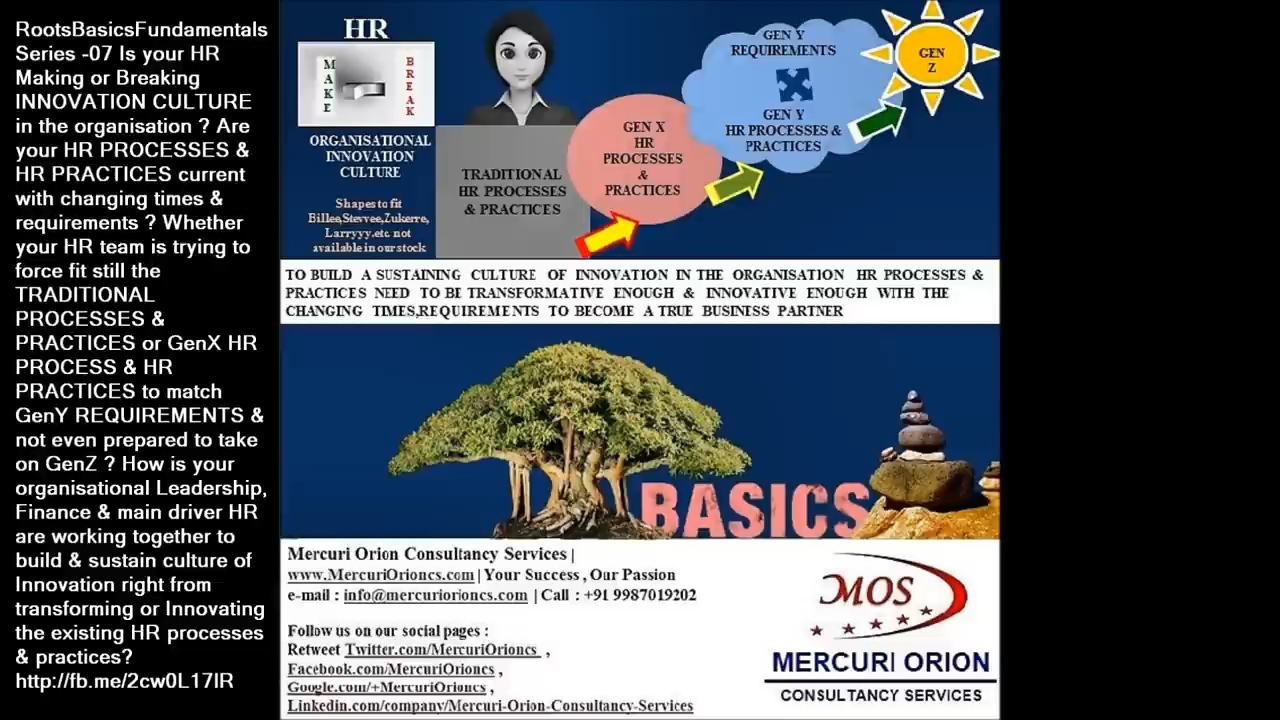 RootsBasicsFundamentals
Series -07 Is your HR
Making or Breaking
INNOVATION CULTURE
in the organisation ? Are
your HR PROCESSES &
HR PRACTICES current
with changing times &
requirements ? Whether
your HR team is trying to
force fit still the
TRADITIONAL
PROCESSES &
PRACTICES or GenX HR
PROCESS & HR
PRACTICES to match
GenY REQUIREMENTS &
not even prepared to take
on GenZ ? How is your
organisational Leadership,
Finance & main driver HR
are working together to
build & sustain culture of
Innovation right from
transforming or Innovating
the existing HR processes
& practices?
http://fb.me/2cw0L17lR
HR
MAKE
BREAK
ORGANISATIONAL
INNOVATION
CULTURE
Shapes to fit
Billee,Stevvee,Zukerre,
Larryyy.etc. not
available in our stock
TRADITIONAL
HR PROCESSES
& PRACTICES
GEN X
HR
PROCESSES
&
PRACTICES
GEN Y
REQUIREMENTS
GEN Y
HR PROCESSES &
PRACTICES
GEN
Z
TO BUILD A SUSTAINING CULTURE OF INNOVATION IN THE ORGANISATION HR PROCESSES &
PRACTICES NEED TO BE TRANSFORMATIVE ENOUGH & INNOVATIVE ENOUGH WITH THE
CHANGING TIMES,REQUIREMENTS TO BECOME A TRUE BUSINESS PARTNER
BASICS
Mercuri Orion Consultancy Services |
www.MercuriOrioncs.com | Your Success , Our Passion
e-mail : info@mercurioroncs.com | Call : +91 9987019202
Follow us on our social pages :
Retweet Twitter.com/MercuriOrioncs ,
Facebook.com/MercuriOrioncs ,
Google.com/+MercuriOrioncs ,
Linkedin.com/company/Mercuri-Orion-Consultancy-Services
MOS
MERCURI ORION
CONSULTANCY SERVICES